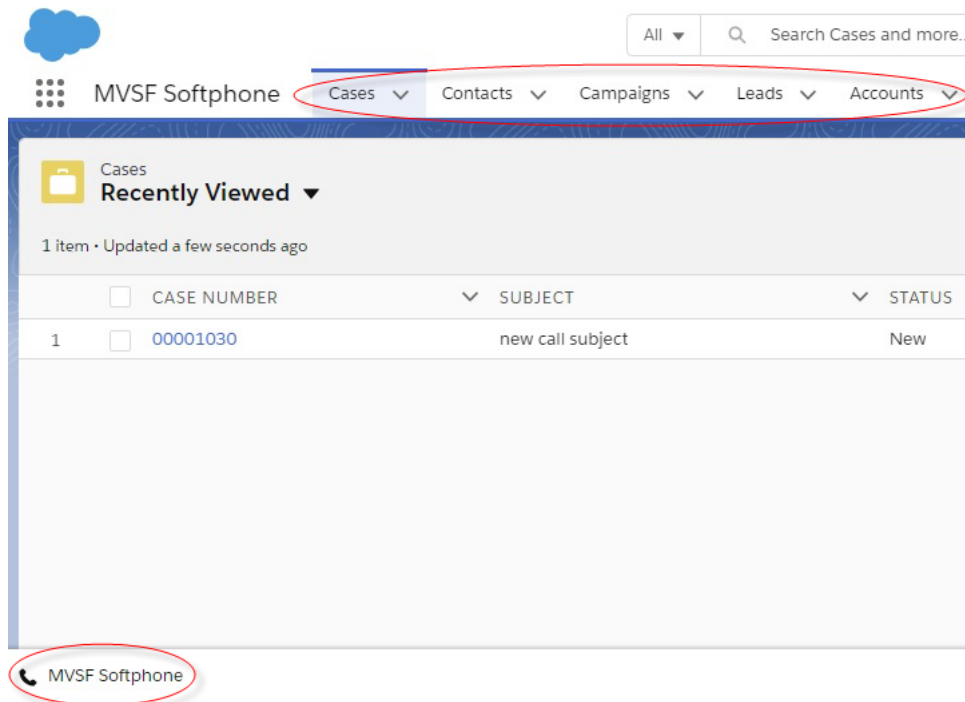 All Search Cases and more..
MVSF Softphone Cases Contacts Campaigns Leads Accounts
Cases
Recently Viewed
1 item • Updated a few seconds ago
CASE NUMBER SUBJECT STATUS
1 00001030 new call subject New
MVSF Softphone